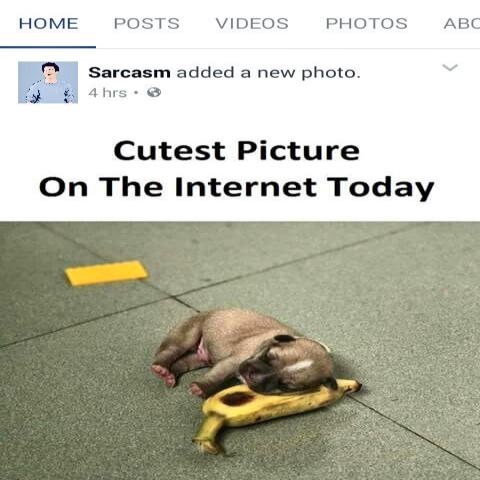 HOME POSTS VIDEOS PHOTOS ABC
Sarcasm added a new photo.
4 hrs •
Cutest Picture
On The Internet Today